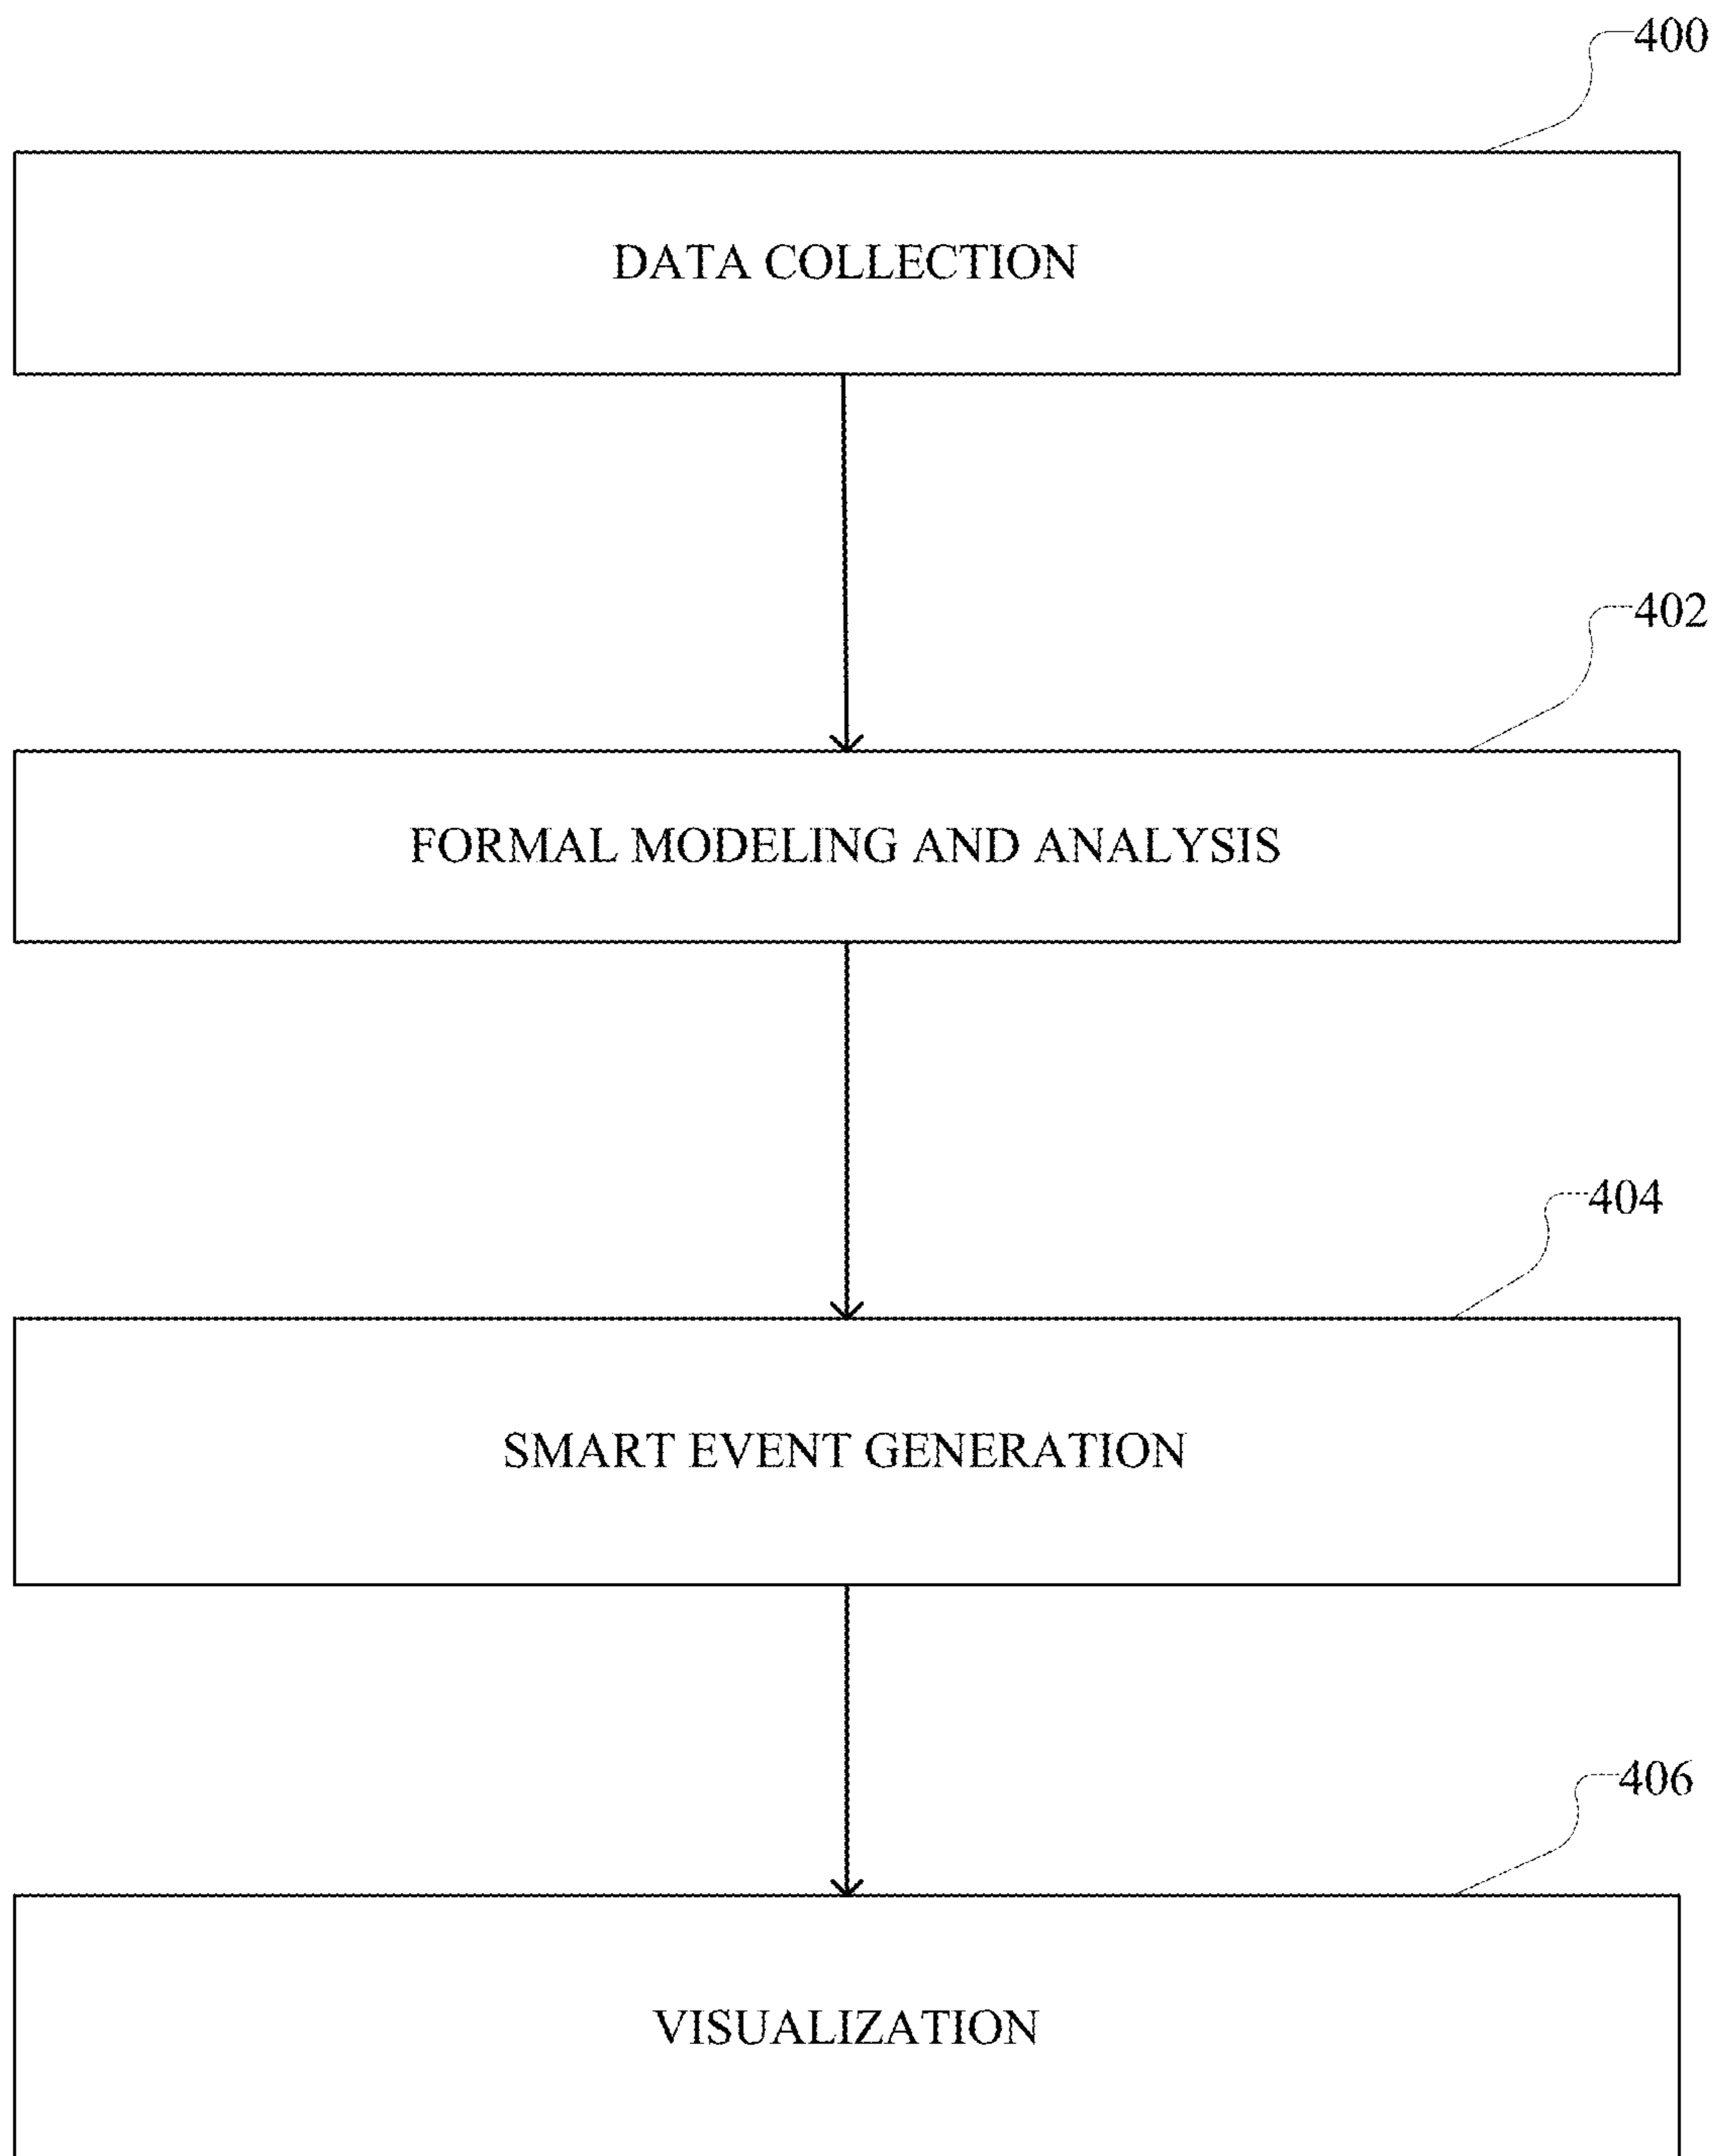 400
DATA COLLECTION
402
FORMAL MODELING AND ANALYSIS
404
SMART EVENT GENERATION
406
VISUALIZATION